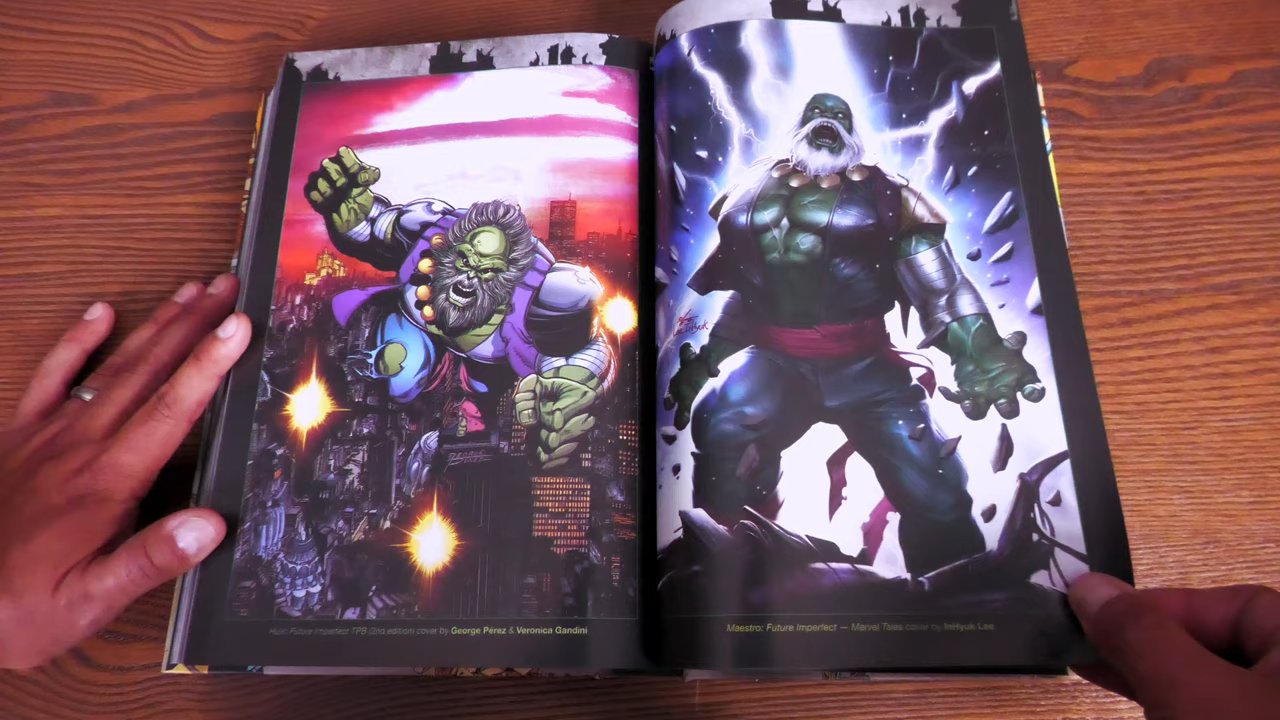 Hulk: Future Imperfect TPB (2nd edition) cover by George Pérez & Veronica Gandini
Maestro: Future Imperfect — Marvel Tales cover by InHyuk Lee